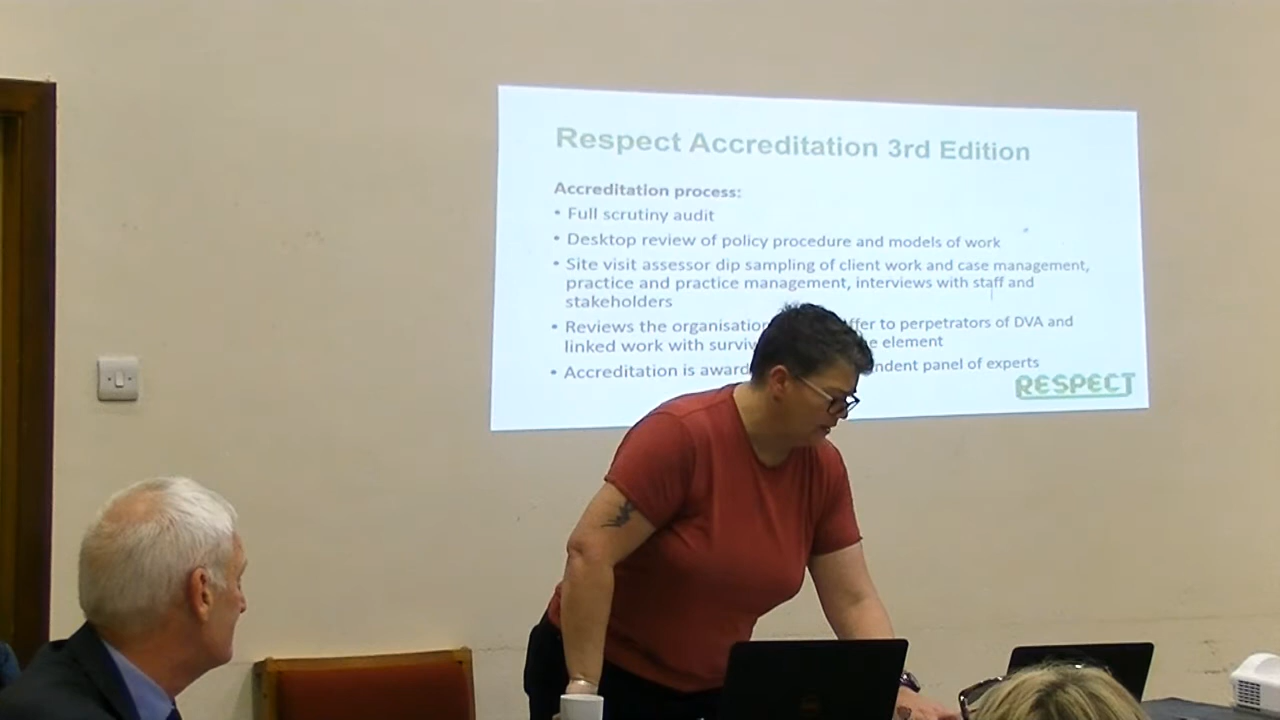 Respect Accreditation 3rd Edition
Accreditation process:
• Full scrutiny audit
• Desktop review of policy procedure and models of work
• Site visit assessor dip sampling of client work and case management,
practice and practice management, interviews with staff and
stakeholders
• Reviews the organisation ffer to perpetrators of DVA and
linked work with surviv e element
• Accreditation is award ndent panel of experts
RESPECT